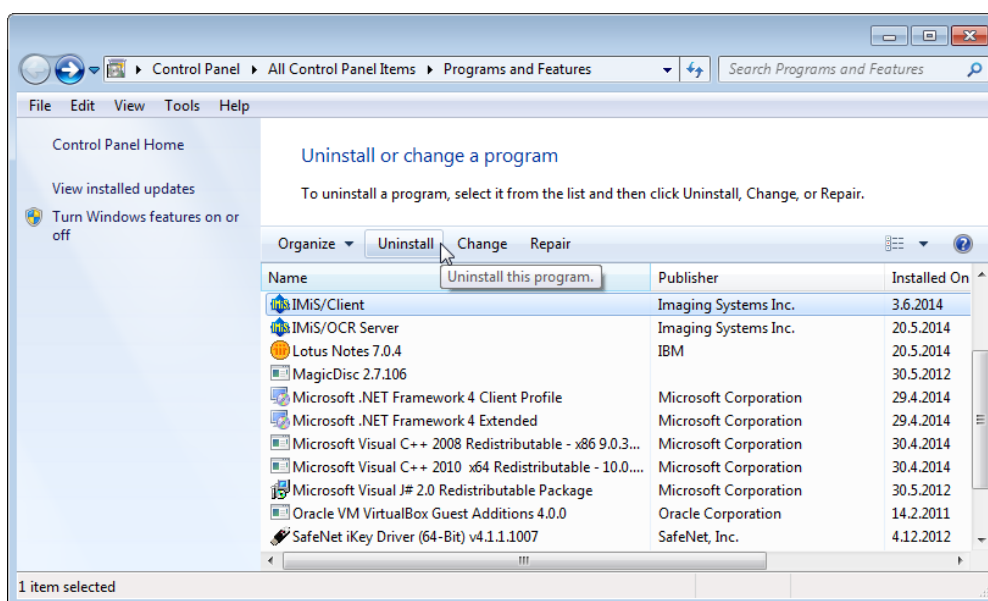 Control Panel All Control Panel Items Programs and Features Search Programs and Features
File Edit View Tools Help
Control Panel Home
View installed updates
Turn Windows features on or
off
Uninstall or change a program
To uninstall a program, select it from the list and then click Uninstall, Change, or Repair.
Organize Uninstall Change Repair
Uninstall this program.
Name Publisher Installed On
IMiS/Client Imaging Systems Inc. 3.6.2014
IMiS/OCR Server Imaging Systems Inc. 20.5.2014
Lotus Notes 7.0.4 IBM 20.5.2014
MagicDisc 2.7.106 30.5.2012
Microsoft .NET Framework 4 Client Profile Microsoft Corporation 29.4.2014
Microsoft .NET Framework 4 Extended Microsoft Corporation 29.4.2014
Microsoft Visual C++ 2008 Redistributable - x86 9.0.3... Microsoft Corporation 30.4.2014
Microsoft Visual C++ 2010 x64 Redistributable - 10.0.... Microsoft Corporation 30.4.2014
Microsoft Visual J# 2.0 Redistributable Package Microsoft Corporation 30.5.2012
Oracle VM VirtualBox Guest Additions 4.0.0 Oracle Corporation 14.2.2011
SafeNet iKey Driver (64-Bit) v4.1.1.1007 SafeNet, Inc. 4.12.2012
1 item selected